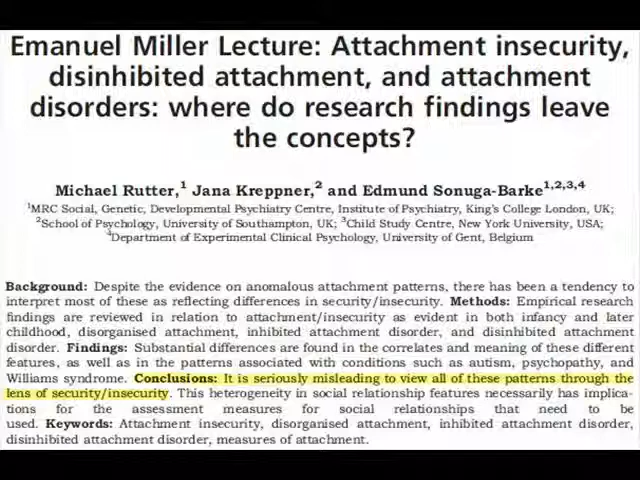 Emanuel Miller Lecture: Attachment insecurity,
disinhibited attachment, and attachment
disorders: where do research findings leave
the concepts?
Michael Rutter,1 Jana Kreppner,2 and Edmund Sonuga-Barke1,2,3,4
1MRC Social, Genetic, Developmental Psychiatry Centre, Institute of Psychiatry, King's College London, UK;
2School of Psychology, University of Southampton, UK; 3Child Study Centre, New York University, USA;
4Department of Experimental Clinical Psychology, University of Gent, Belgium
Background: Despite the evidence on anomalous attachment patterns, there has been a tendency to
interpret most of these as reflecting differences in security/insecurity. Methods: Empirical research
findings are reviewed in relation to attachment/insecurity as evident in both infancy and later
childhood, disorganised attachment, inhibited attachment disorder, and disinhibited attachment
disorder. Findings: Substantial differences are found in the correlates and meaning of these different
features, as well as in the patterns associated with conditions such as autism, psychopathy, and
Williams syndrome. Conclusions: It is seriously misleading to view all of these patterns through the
lens of security/insecurity. This heterogeneity in social relationship features necessarily has implica-
tions for the assessment measures for social relationships that need to be
used. Keywords: Attachment insecurity, disorganised attachment, inhibited attachment disorder,
disinhibited attachment disorder, measures of attachment.